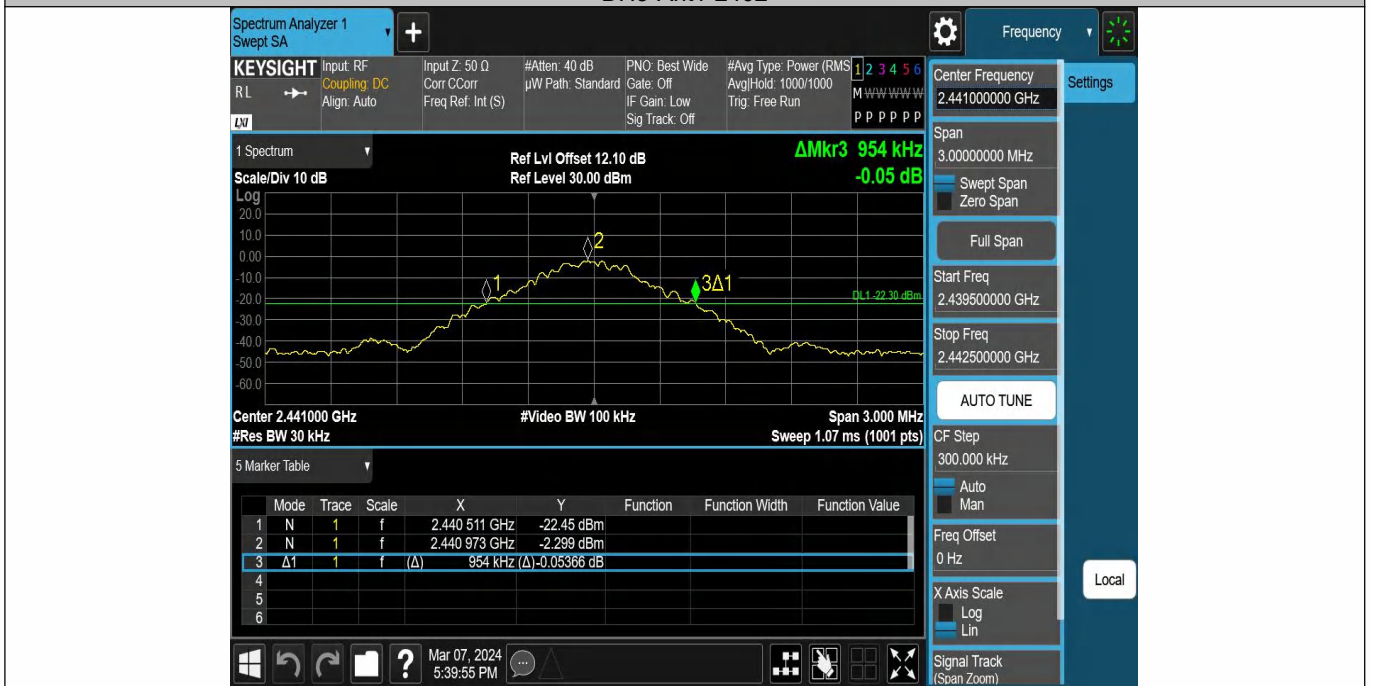 Spectrum Analyzer 1
Swept SA
+
Frequency
KEYSIGHT
RL
LXI
Input: RF
Coupling: DC
Align: Auto
Input Z: 50 Ω
Corr CCorr
Freq Ref: Int (S)
#Atten: 40 dB
µW Path: Standard
PNO: Best Wide
Gate: Off
IF Gain: Low
Sig Track: Off
#Avg Type: Power (RMS
Avg|Hold: 1000/1000
Trig: Free Run
1 2 3 4 5 6
M W W W W W
P P P P P P
1 Spectrum
Scale/Div 10 dB
Ref Lvl Offset 12.10 dB
Ref Level 30.00 dBm
ΔMkr3 954 kHz
-0.05 dB
Log
20.0
10.0
0.00
-10.0
-20.0
-30.0
-40.0
-50.0
-60.0
1
2
3Δ1
DL1 -22.30 dBm
Center 2.441000 GHz
#Video BW 100 kHz
Span 3.000 MHz
#Res BW 30 kHz
Sweep 1.07 ms (1001 pts)
5 Marker Table
Mode Trace Scale X Y Function Function Width Function Value
1 N 1 f 2.440 511 GHz -22.45 dBm
2 N 1 f 2.440 973 GHz -2.299 dBm
3 Δ1 1 f (Δ) 954 kHz (Δ) -0.05366 dB
4
5
6
Mar 07, 2024
5:39:55 PM
?
Center Frequency
2.441000000 GHz
Settings
Span
3.00000000 MHz
Swept Span
Zero Span
Full Span
Start Freq
2.439500000 GHz
Stop Freq
2.442500000 GHz
AUTO TUNE
CF Step
300.000 kHz
Auto
Man
Freq Offset
0 Hz
X Axis Scale
Log
Lin
Local
Signal Track
(Span Zoom)